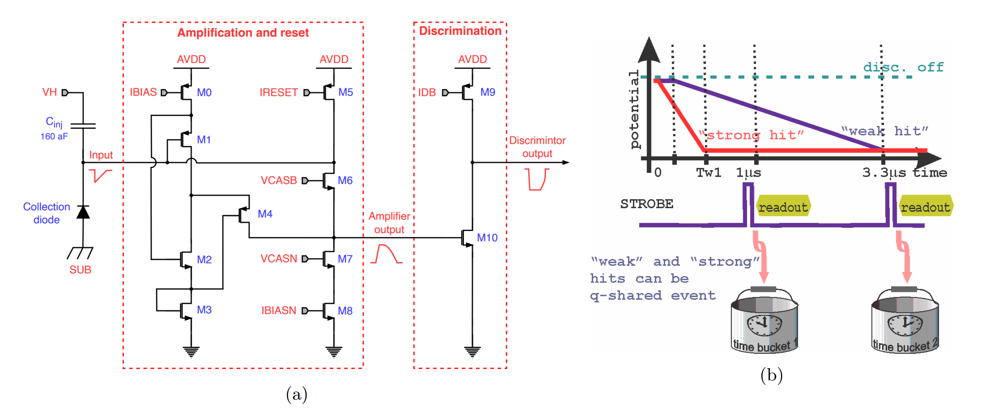 Amplification and reset
Discrimination
AVDD
AVDD
AVDD
VH
IBIAS
M0
IRESET
M5
IDB
M9
Cinj
160 aF
M1
Input
Discrimintor
output
VCASB
M6
Collection
diode
M4
Amplifier
output
M10
SUB
M2
VCASN
M7
M3
IBIASN
M8
(a)
potential
disc. off
“strong hit”
“weak hit”
0
Tw1
1µs
3.3µs
time
STROBE
readout
readout
“weak” and “strong”
hits can be
q-shared event
time bucket 1
time bucket 2
(b)